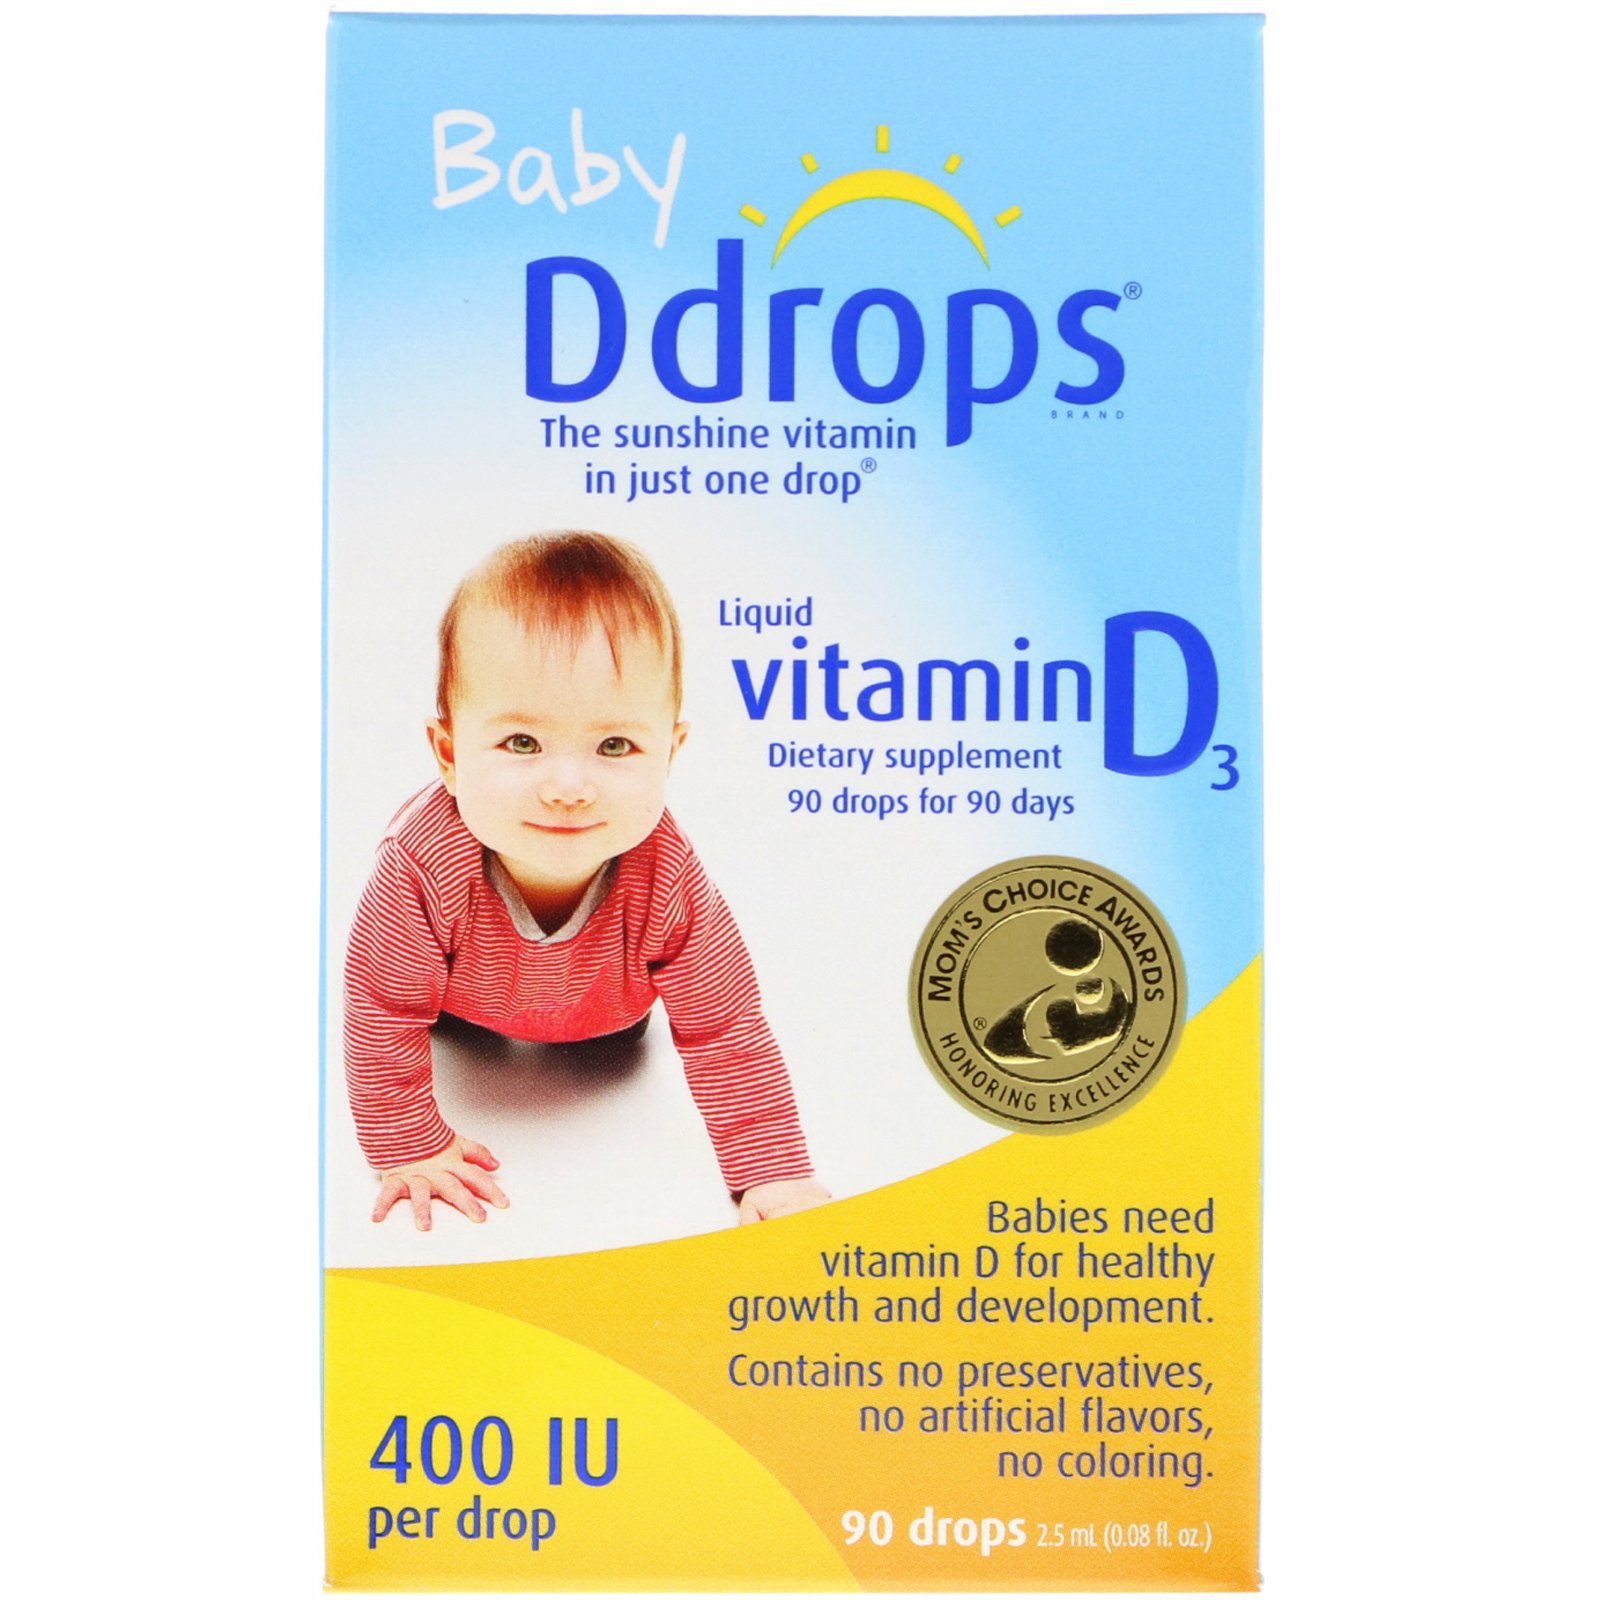 Baby
Ddrops®
BRAND
The sunshine vitamin
in just one drop®
Liquid
vitamin D3
Dietary supplement
90 drops for 90 days
MOM'S CHOICE AWARDS
®
HONORING EXCELLENCE
Babies need
vitamin D for healthy
growth and development.
Contains no preservatives,
no artificial flavors,
no coloring.
400 IU
per drop
90 drops 2.5 mL (0.08 fl. oz.)